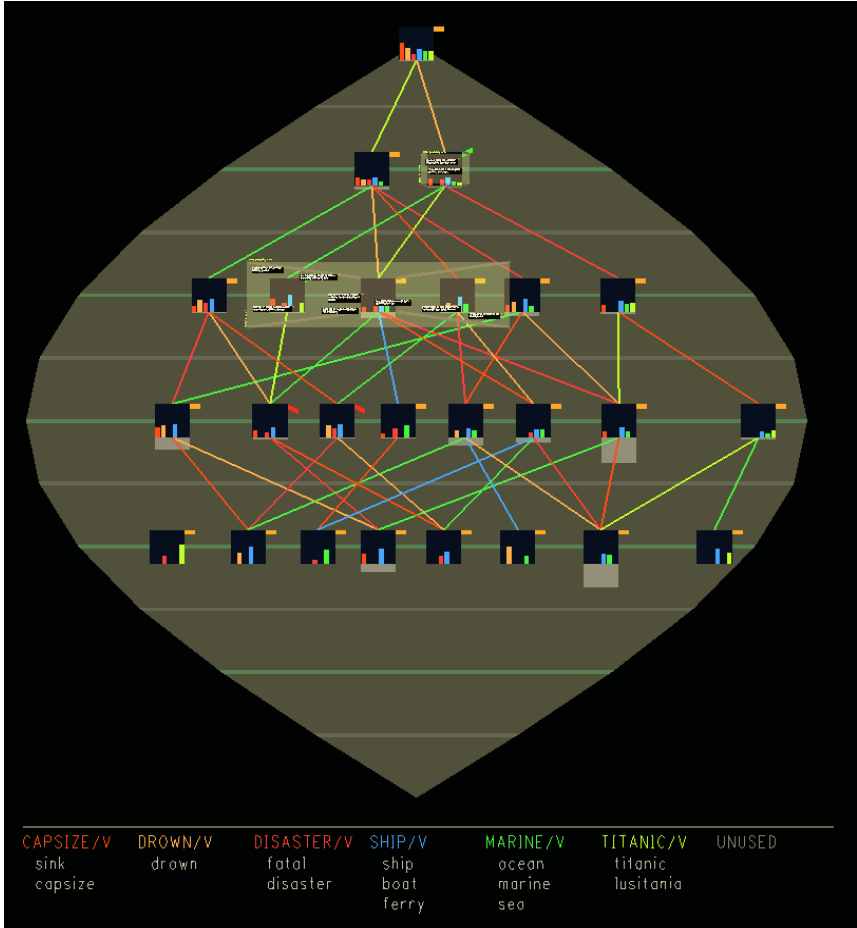 CAPSIZE/V DROWN/V DISASTER/V SHIP/V MARINE/V TITANIC/V UNUSED
sink drown fatal ship ocean titanic
capsize disaster boat marine lusitania
ferry sea